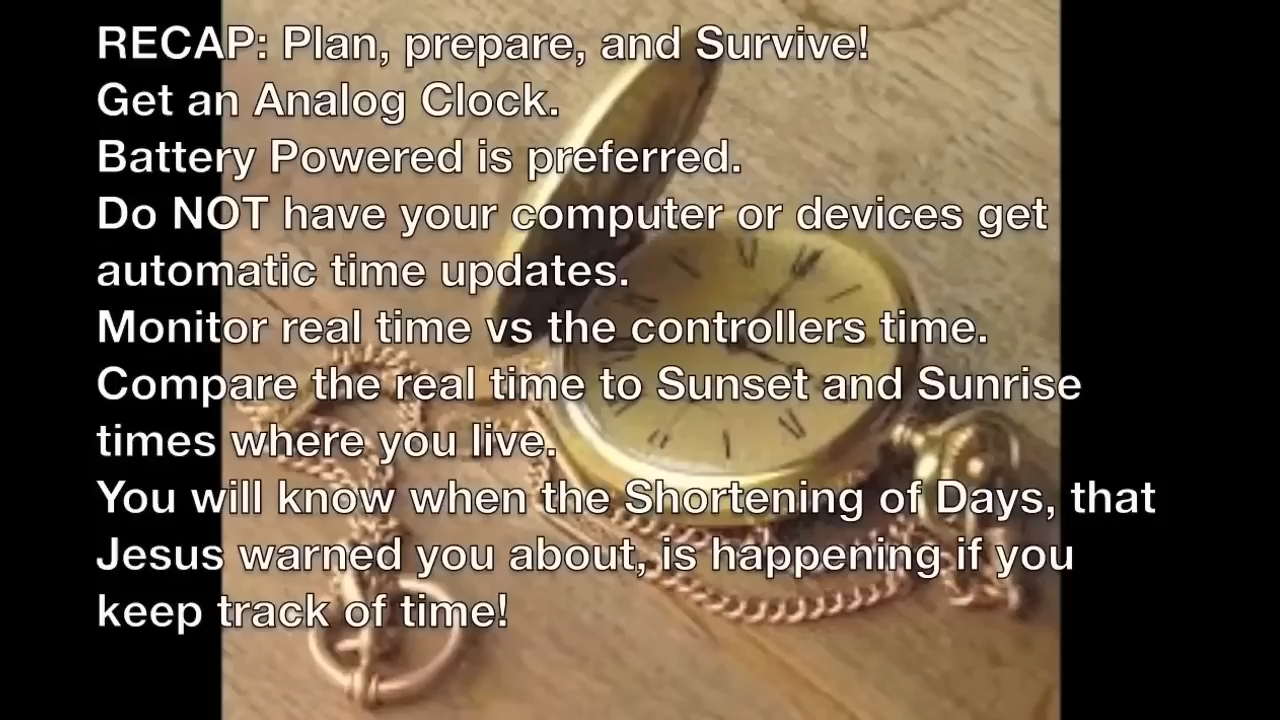 RECAP: Plan, prepare, and Survive!
Get an Analog Clock.
Battery Powered is preferred.
Do NOT have your computer or devices get
automatic time updates.
Monitor real time vs the controllers time.
Compare the real time to Sunset and Sunrise
times where you live.
You will know when the Shortening of Days, that
Jesus warned you about, is happening if you
keep track of time!